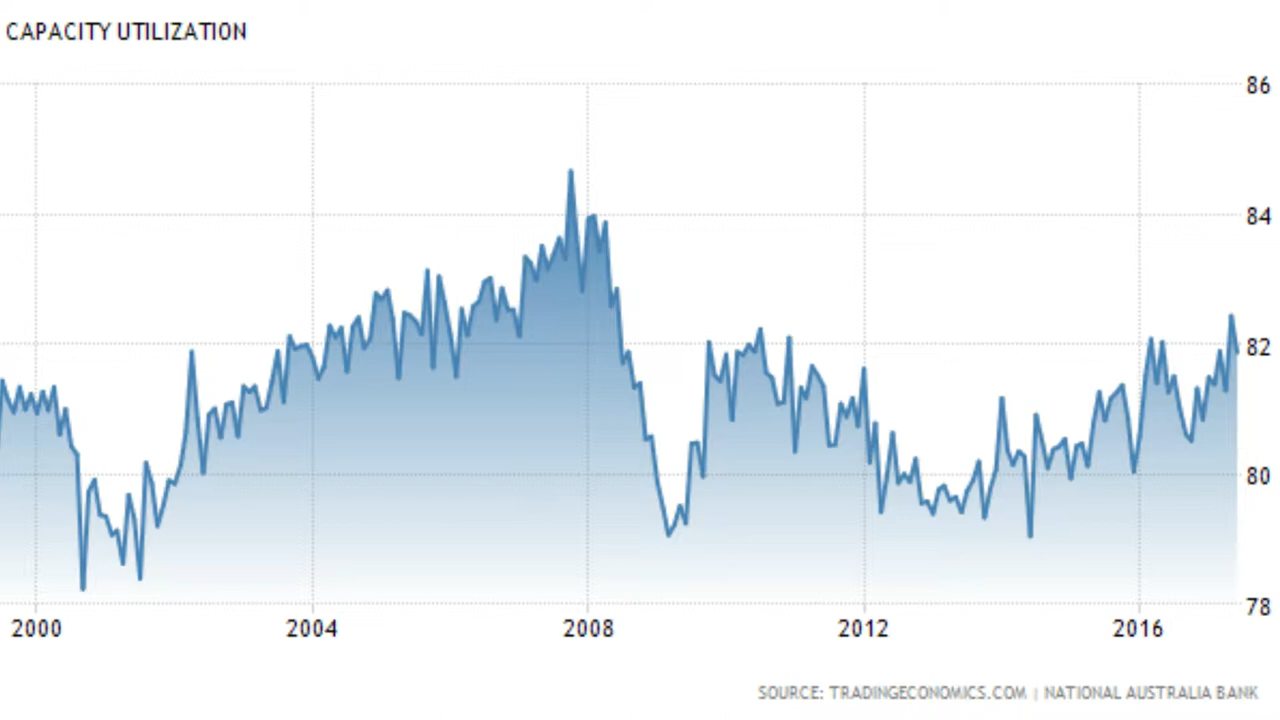 CAPACITY UTILIZATION
86
84
82
80
78
2000 2004 2008 2012 2016
SOURCE: TRADINGECONOMICS.COM | NATIONAL AUSTRALIA BANK